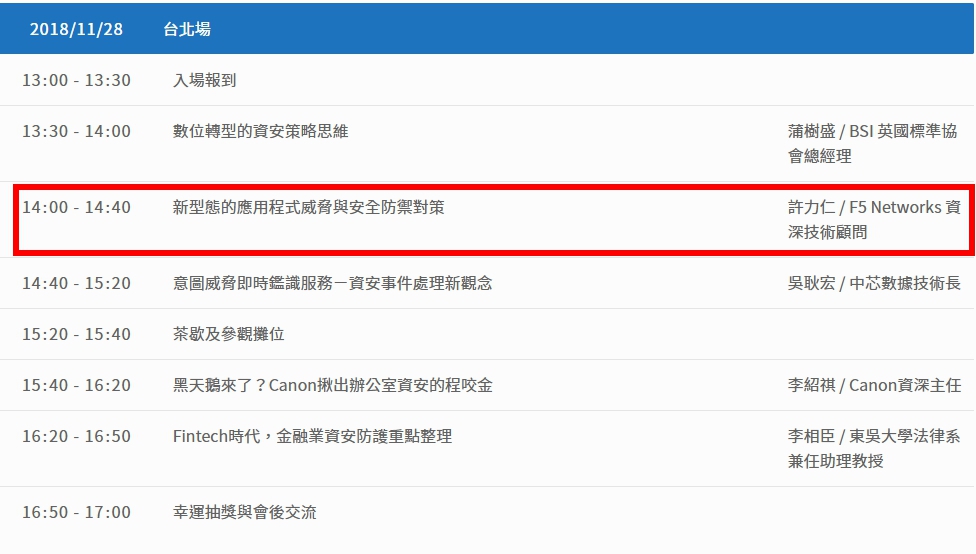 2018/11/28 台北場
13:00 - 13:30 入場報到
13:30 - 14:00 數位轉型的資安策略思維 蒲樹盛 / BSI 英國標準協
會總經理
14:00 - 14:40 新型態的應用程式威脅與安全防禦對策 許力仁 / F5 Networks 資
深技術顧問
14:40 - 15:20 意圖威脅即時鑑識服務－資安事件處理新觀念 吳耿宏 / 中芯數據技術長
15:20 - 15:40 茶歇及參觀攤位
15:40 - 16:20 黑天鵝來了？Canon揪出辦公室資安的程咬金 李紹祺 / Canon資深主任
16:20 - 16:50 Fintech時代，金融業資安防護重點整理 李相臣 / 東吳大學法律系
兼任助理教授
16:50 - 17:00 幸運抽獎與會後交流